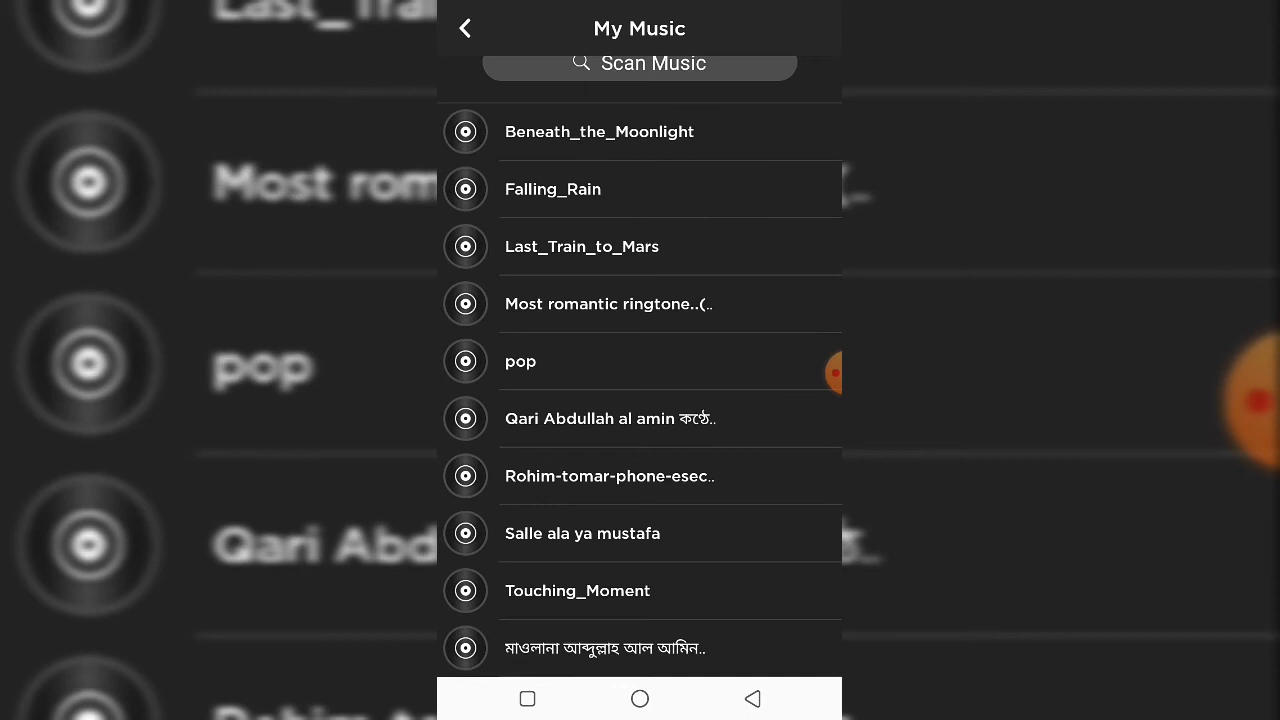 My Music
Scan Music
Beneath_the_Moonlight
Falling_Rain
Last_Train_to_Mars
Most romantic ringtone..(..
pop
Qari Abdullah al amin কণ্ঠে..
Rohim-tomar-phone-esec..
Salle ala ya mustafa
Touching_Moment
মাওলানা আব্দুল্লাহ আল আমিন..